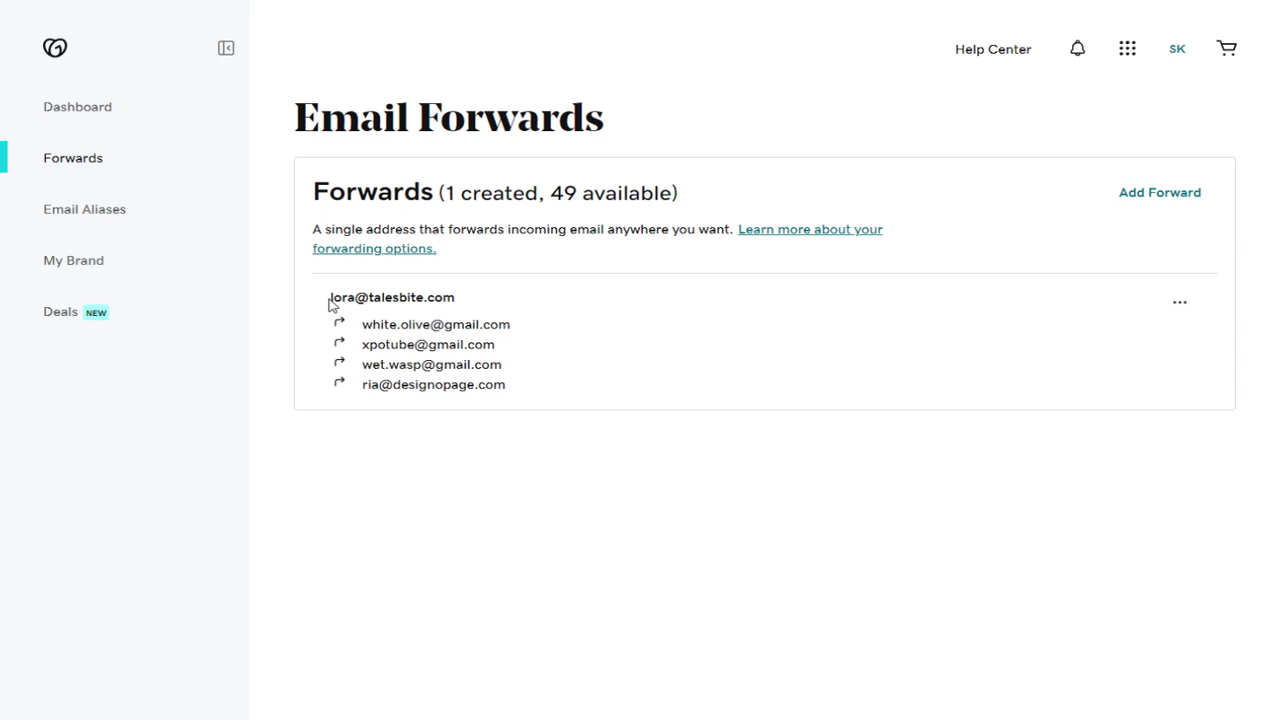 Help Center
SK
Dashboard
Forwards
Email Aliases
My Brand
Deals NEW
Email Forwards
Forwards (1 created, 49 available)
Add Forward
A single address that forwards incoming email anywhere you want. Learn more about your
forwarding options.
lora@talesbite.com
...
white.olive@gmail.com
xpotube@gmail.com
wet.wasp@gmail.com
ria@designopage.com